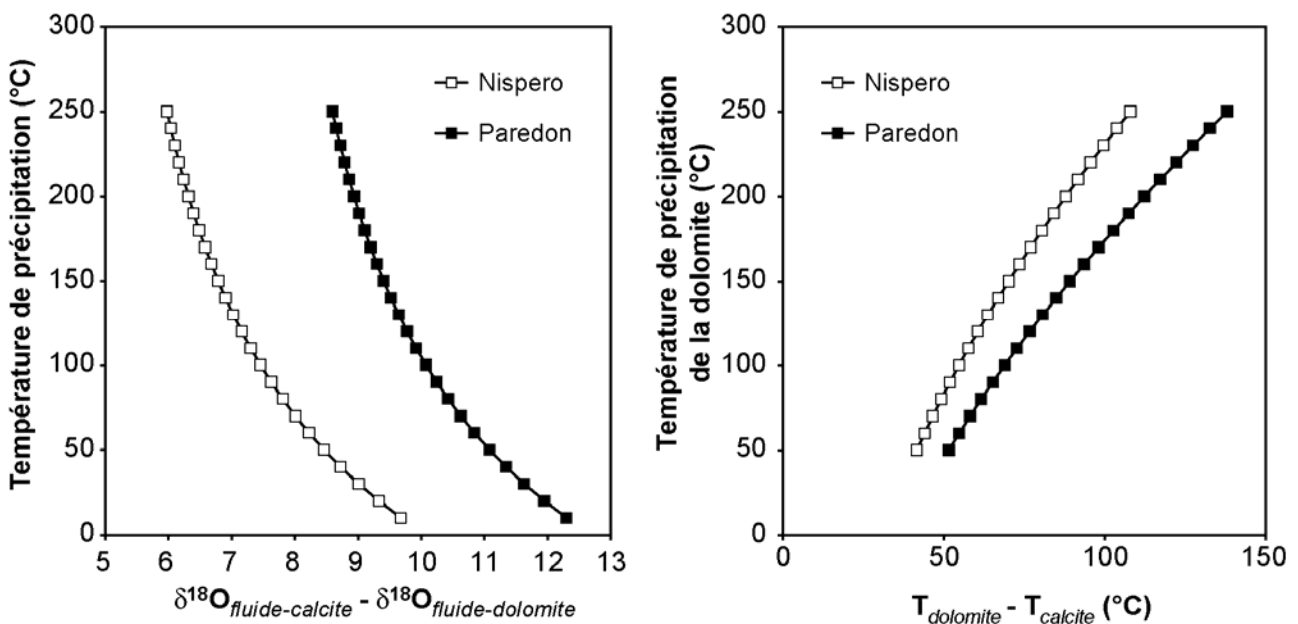 300
250
200
150
100
50
0
Température de précipitation (°C)
Nispero
Paredon
5 6 7 8 9 10 11 12 13
δ¹⁸Ofluide-calcite - δ¹⁸Ofluide-dolomite
300
250
200
150
100
50
0
Température de précipitation
de la dolomite (°C)
Nispero
Paredon
0 50 100 150
Tdolomite - Tcalcite (°C)